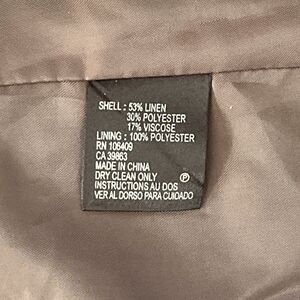 SHELL : 53% LINEN
30% POLYESTER
17% VISCOSE
LINING : 100% POLYESTER
RN 106409
CA 39863
MADE IN CHINA
DRY CLEAN ONLY Ⓟ
INSTRUCTIONS AU DOS
VER AL DORSO PARA CUIDADO